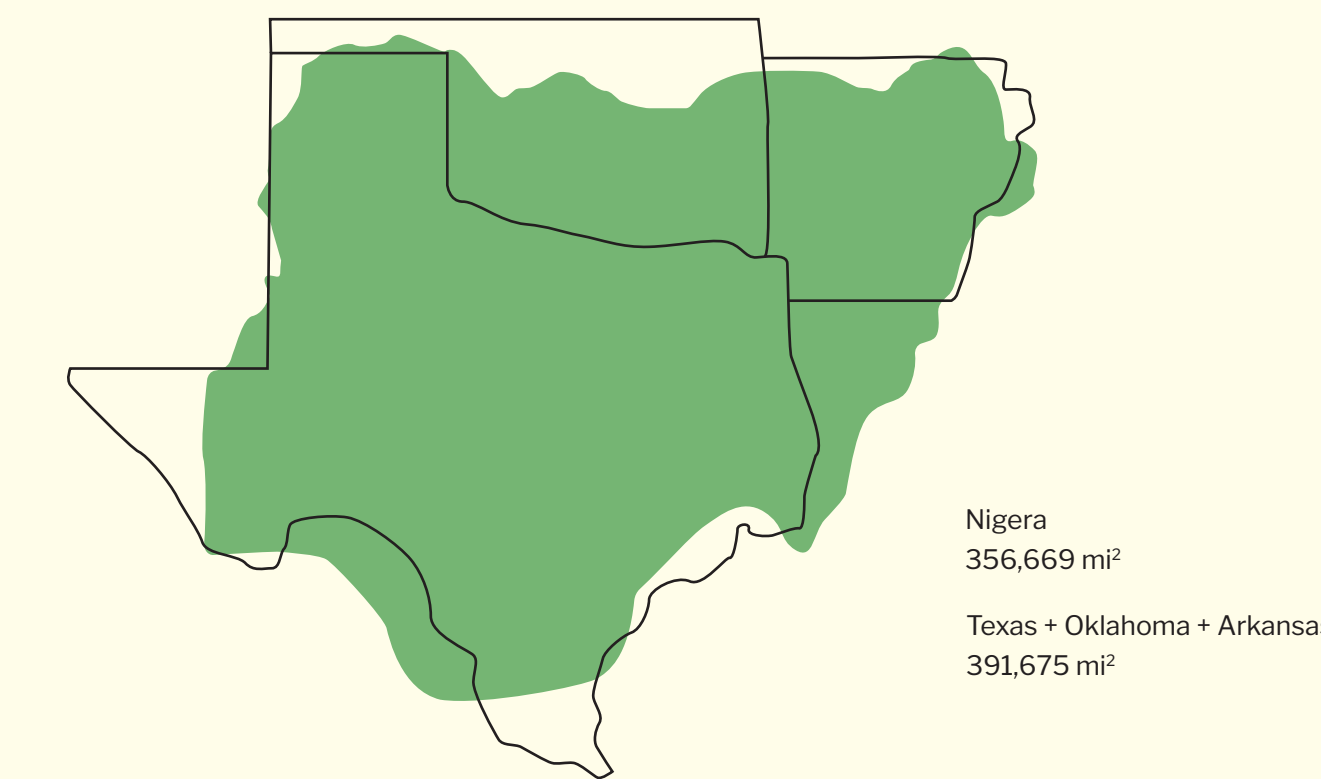 Nigera
356,669 mi²
Texas + Oklahoma + Arkansas
391,675 mi²